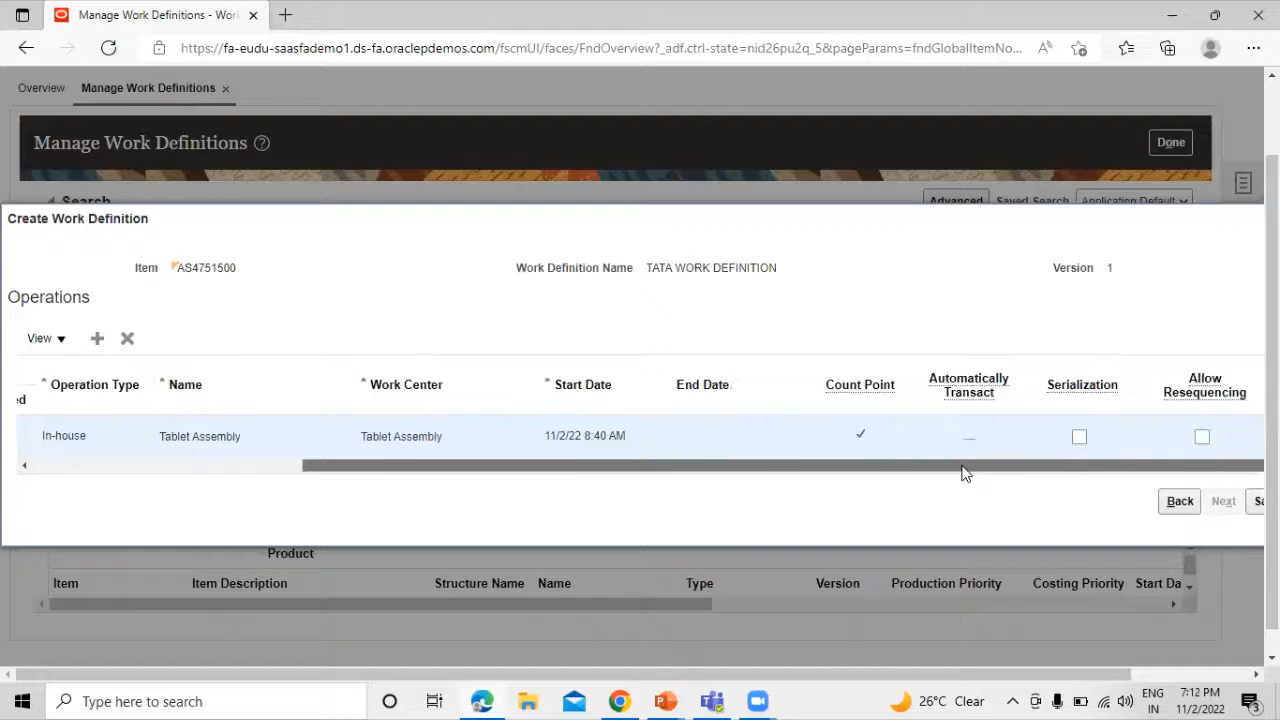 Manage Work Definitions - Wor
https://fa-eudu-saasfademo1.ds-fa.oraclepdemos.com/fscmUI/faces/FndOverview?_adf.ctrl-state=nid26pu2q_5&pageParams=fndGlobalItemNo...
Overview Manage Work Definitions
Manage Work Definitions ? Done
Search Advanced Saved Search Application Default
Create Work Definition
Item AS4751500 Work Definition Name TATA WORK DEFINITION Version 1
Operations
View
ed * Operation Type * Name * Work Center * Start Date End Date Count Point Automatically Transact Serialization Allow Resequencing
In-house Tablet Assembly Tablet Assembly 11/2/22 8:40 AM
Back Next Sa
Product
Item Item Description Structure Name Name Type Version Production Priority Costing Priority Start Da
Type here to search 26°C Clear ENG IN 7:12 PM 11/2/2022 3